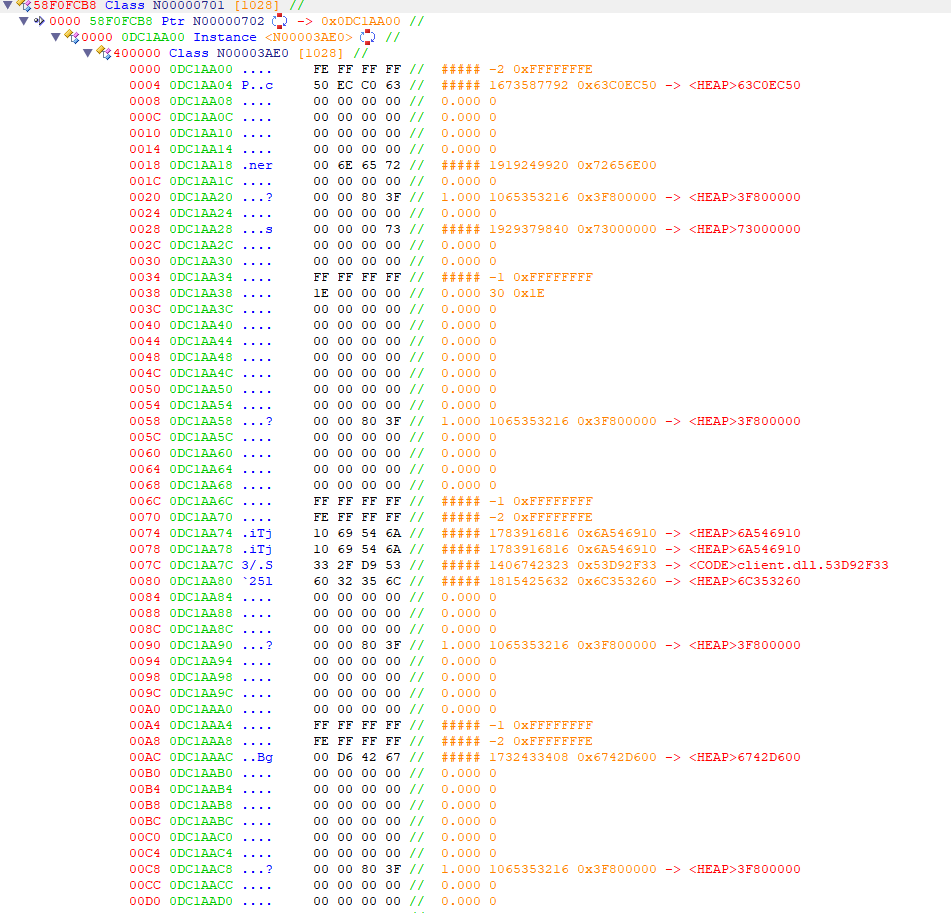 58F0FCB8 Class N00000701 [1028] //
0000 58F0FCB8 Ptr N00000702 -> 0x0DC1AA00 //
0000 0DC1AA00 Instance <N00003AE0> //
400000 Class N00003AE0 [1028] //
0000 0DC1AA00 .... FE FF FF FF // ##### -2 0xFFFFFFFE
0004 0DC1AA04 P..c 50 EC C0 63 // ##### 1673587792 0x63C0EC50 -> <HEAP>63C0EC50
0008 0DC1AA08 .... 00 00 00 00 // 0.000 0
000C 0DC1AA0C .... 00 00 00 00 // 0.000 0
0010 0DC1AA10 .... 00 00 00 00 // 0.000 0
0014 0DC1AA14 .... 00 00 00 00 // 0.000 0
0018 0DC1AA18 .ner 00 6E 65 72 // ##### 1919249920 0x72656E00
001C 0DC1AA1C .... 00 00 00 00 // 0.000 0
0020 0DC1AA20 ...? 00 00 80 3F // 1.000 1065353216 0x3F800000 -> <HEAP>3F800000
0024 0DC1AA24 .... 00 00 00 00 // 0.000 0
0028 0DC1AA28 ...s 00 00 00 73 // ##### 1929379840 0x73000000 -> <HEAP>73000000
002C 0DC1AA2C .... 00 00 00 00 // 0.000 0
0030 0DC1AA30 .... 00 00 00 00 // 0.000 0
0034 0DC1AA34 .... FF FF FF FF // ##### -1 0xFFFFFFFF
0038 0DC1AA38 .... 1E 00 00 00 // 0.000 30 0x1E
003C 0DC1AA3C .... 00 00 00 00 // 0.000 0
0040 0DC1AA40 .... 00 00 00 00 // 0.000 0
0044 0DC1AA44 .... 00 00 00 00 // 0.000 0
0048 0DC1AA48 .... 00 00 00 00 // 0.000 0
004C 0DC1AA4C .... 00 00 00 00 // 0.000 0
0050 0DC1AA50 .... 00 00 00 00 // 0.000 0
0054 0DC1AA54 .... 00 00 00 00 // 0.000 0
0058 0DC1AA58 ...? 00 00 80 3F // 1.000 1065353216 0x3F800000 -> <HEAP>3F800000
005C 0DC1AA5C .... 00 00 00 00 // 0.000 0
0060 0DC1AA60 .... 00 00 00 00 // 0.000 0
0064 0DC1AA64 .... 00 00 00 00 // 0.000 0
0068 0DC1AA68 .... 00 00 00 00 // 0.000 0
006C 0DC1AA6C .... FF FF FF FF // ##### -1 0xFFFFFFFF
0070 0DC1AA70 .... FE FF FF FF // ##### -2 0xFFFFFFFE
0074 0DC1AA74 .iTj 10 69 54 6A // ##### 1783916816 0x6A546910 -> <HEAP>6A546910
0078 0DC1AA78 .iTj 10 69 54 6A // ##### 1783916816 0x6A546910 -> <HEAP>6A546910
007C 0DC1AA7C 3/.S 33 2F D9 53 // ##### 1406742323 0x53D92F33 -> <CODE>client.dll.53D92F33
0080 0DC1AA80 `25l 60 32 35 6C // ##### 1815425632 0x6C353260 -> <HEAP>6C353260
0084 0DC1AA84 .... 00 00 00 00 // 0.000 0
0088 0DC1AA88 .... 00 00 00 00 // 0.000 0
008C 0DC1AA8C .... 00 00 00 00 // 0.000 0
0090 0DC1AA90 ...? 00 00 80 3F // 1.000 1065353216 0x3F800000 -> <HEAP>3F800000
0094 0DC1AA94 .... 00 00 00 00 // 0.000 0
0098 0DC1AA98 .... 00 00 00 00 // 0.000 0
009C 0DC1AA9C .... 00 00 00 00 // 0.000 0
00A0 0DC1AAA0 .... 00 00 00 00 // 0.000 0
00A4 0DC1AAA4 .... FF FF FF FF // ##### -1 0xFFFFFFFF
00A8 0DC1AAA8 .... FE FF FF FF // ##### -2 0xFFFFFFFE
00AC 0DC1AAAC ..Bg 00 D6 42 67 // ##### 1732433408 0x6742D600 -> <HEAP>6742D600
00B0 0DC1AAB0 .... 00 00 00 00 // 0.000 0
00B4 0DC1AAB4 .... 00 00 00 00 // 0.000 0
00B8 0DC1AAB8 .... 00 00 00 00 // 0.000 0
00BC 0DC1AABC .... 00 00 00 00 // 0.000 0
00C0 0DC1AAC0 .... 00 00 00 00 // 0.000 0
00C4 0DC1AAC4 .... 00 00 00 00 // 0.000 0
00C8 0DC1AAC8 ...? 00 00 80 3F // 1.000 1065353216 0x3F800000 -> <HEAP>3F800000
00CC 0DC1AACC .... 00 00 00 00 // 0.000 0
00D0 0DC1AAD0 .... 00 00 00 00 // 0.000 0